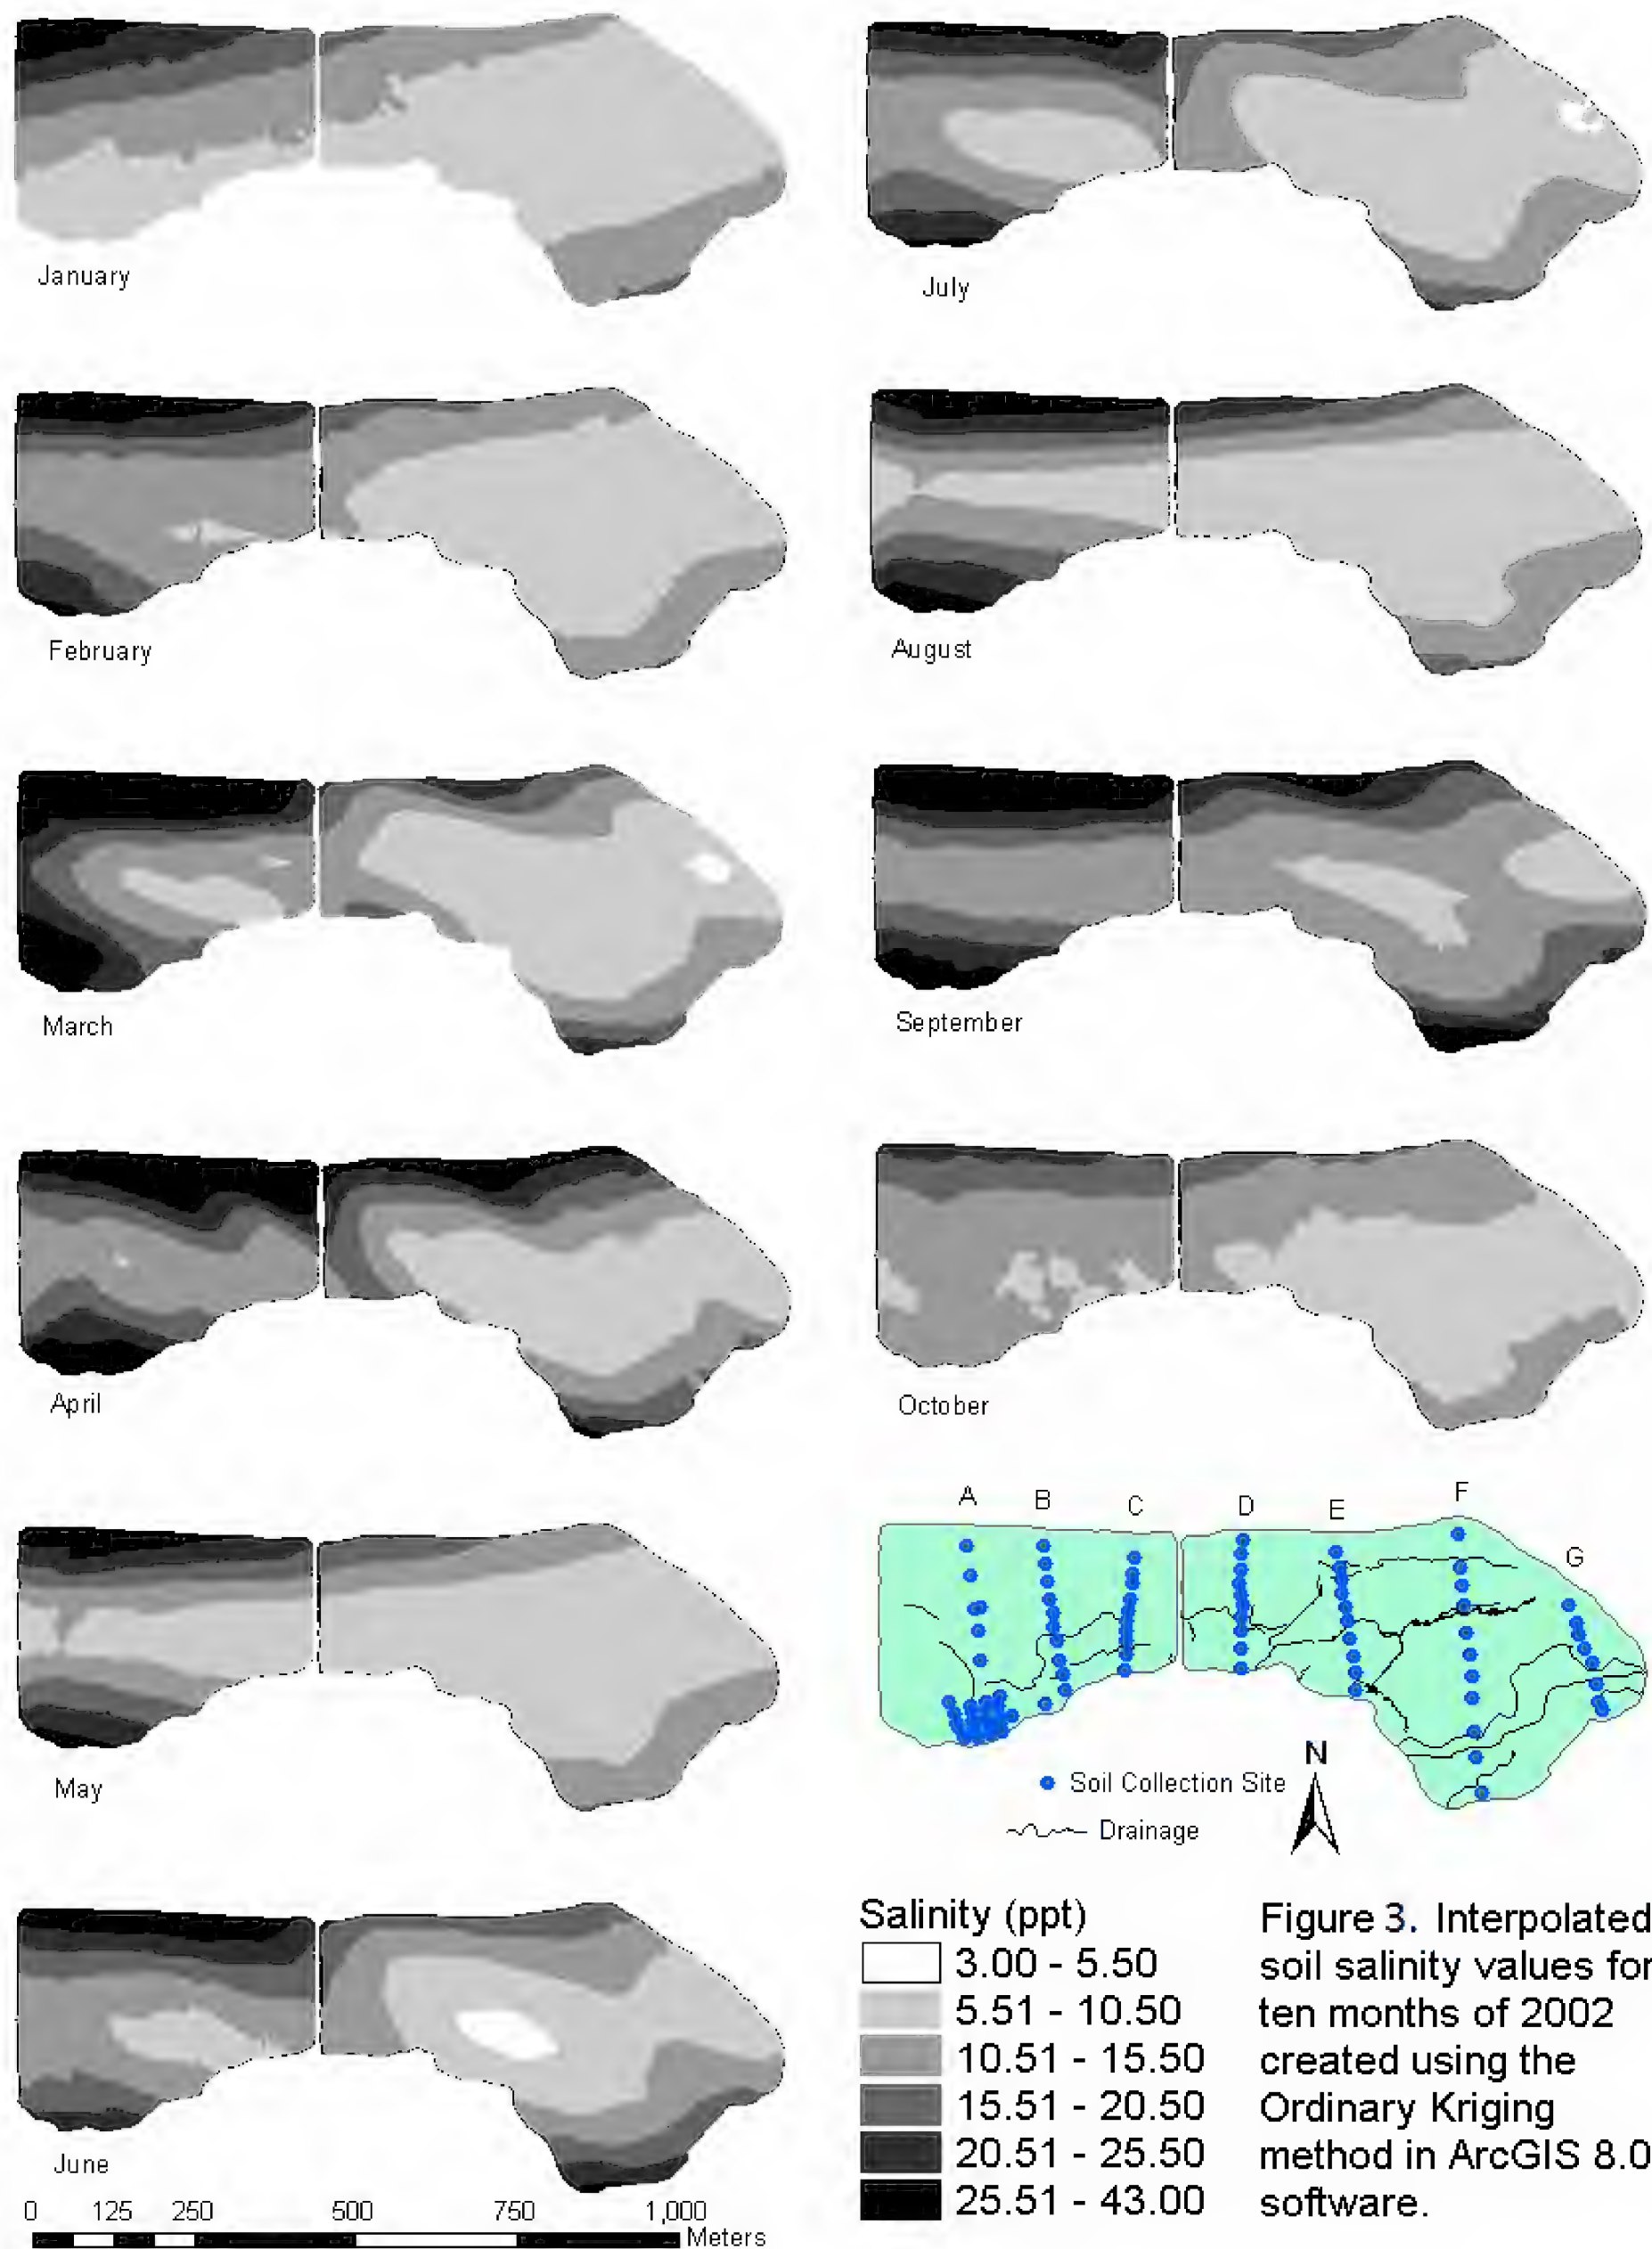 January
July
February
August
March
September
April
October
May
A B C D E F G
Soil Collection Site
N
Drainage
June
0 125 250 500 750 1,000
Meters
Salinity (ppt)
3.00 - 5.50
5.51 - 10.50
10.51 - 15.50
15.51 - 20.50
20.51 - 25.50
25.51 - 43.00
Figure 3. Interpolated
soil salinity values for
ten months of 2002
created using the
Ordinary Kriging
method in ArcGIS 8.0
software.